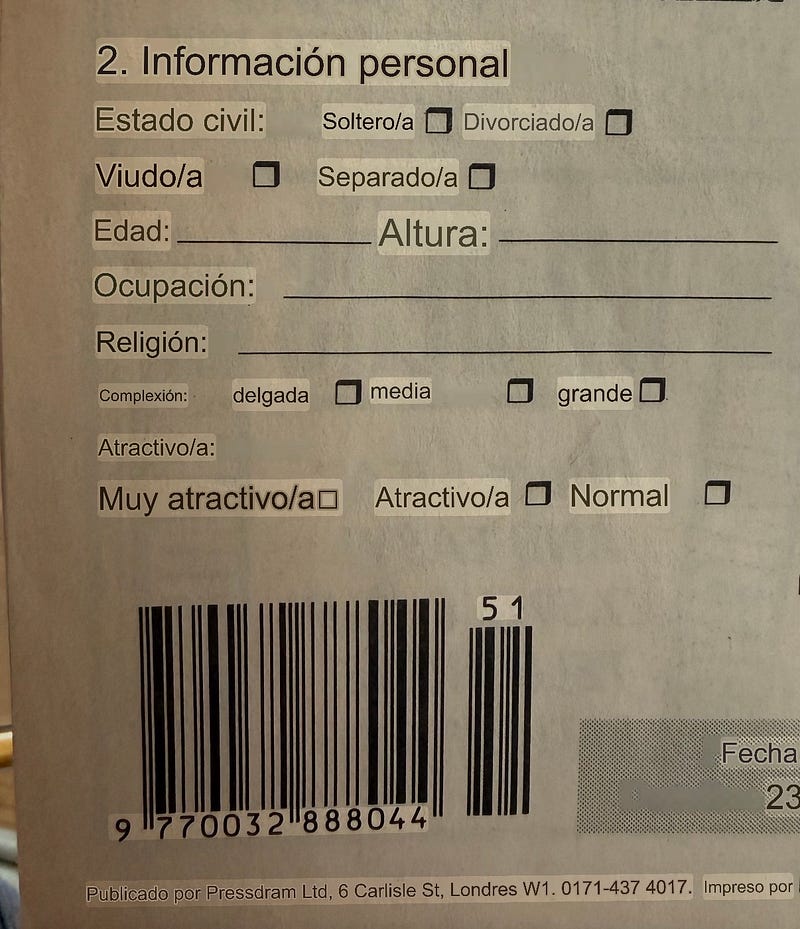 2. Información personal
Estado civil: Soltero/a Divorciado/a
Viudo/a Separado/a
Edad: Altura:
Ocupación:
Religión:
Complexión: delgada media grande
Atractivo/a:
Muy atractivo/a Atractivo/a Normal
51
9 770032 888044
Fecha
23
Publicado por Pressdram Ltd, 6 Carlisle St, Londres W1. 0171-437 4017. Impreso por